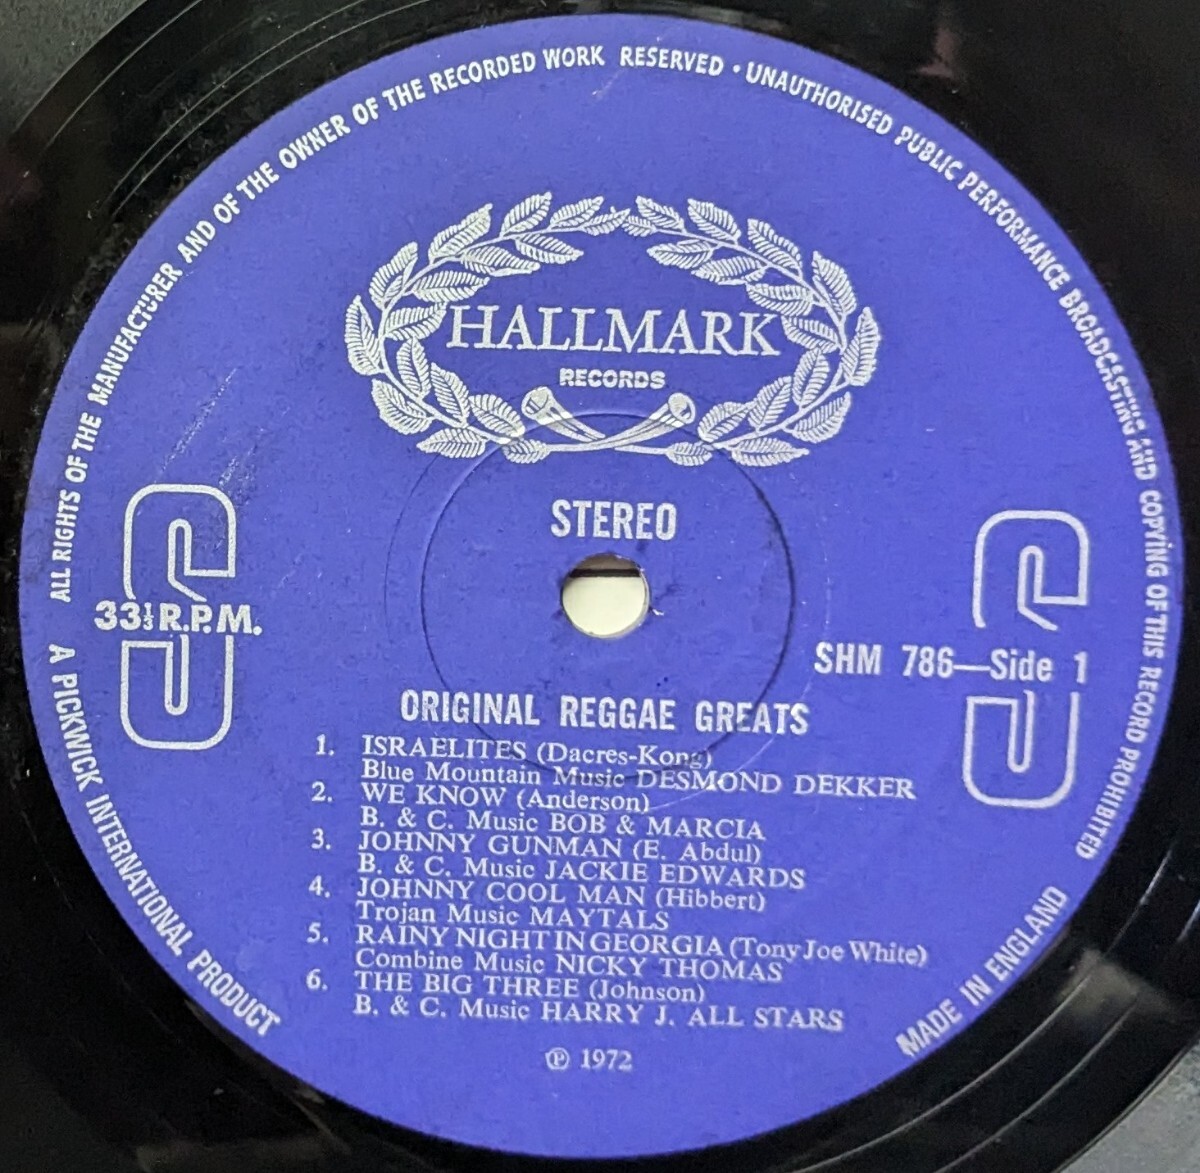 ALL RIGHTS OF THE MANUFACTURER AND OF THE OWNER OF THE RECORDED WORK RESERVED • UNAUTHORISED PUBLIC PERFORMANCE BROADCASTING AND COPYING OF THIS RECORD PROHIBITED
HALLMARK
RECORDS
STEREO
33⅓ R.P.M.
SHM 786—Side 1
ORIGINAL REGGAE GREATS
1. ISRAELITES (Dacres-Kong)
Blue Mountain Music DESMOND DEKKER
2. WE KNOW (Anderson)
B. & C. Music BOB & MARCIA
3. JOHNNY GUNMAN (E. Abdul)
B. & C. Music JACKIE EDWARDS
4. JOHNNY COOL MAN (Hibbert)
Trojan Music MAYTALS
5. RAINY NIGHT IN GEORGIA (Tony Joe White)
Combine Music NICKY THOMAS
6. THE BIG THREE (Johnson)
B. & C. Music HARRY J. ALL STARS
℗ 1972
A PICKWICK INTERNATIONAL PRODUCT
MADE IN ENGLAND